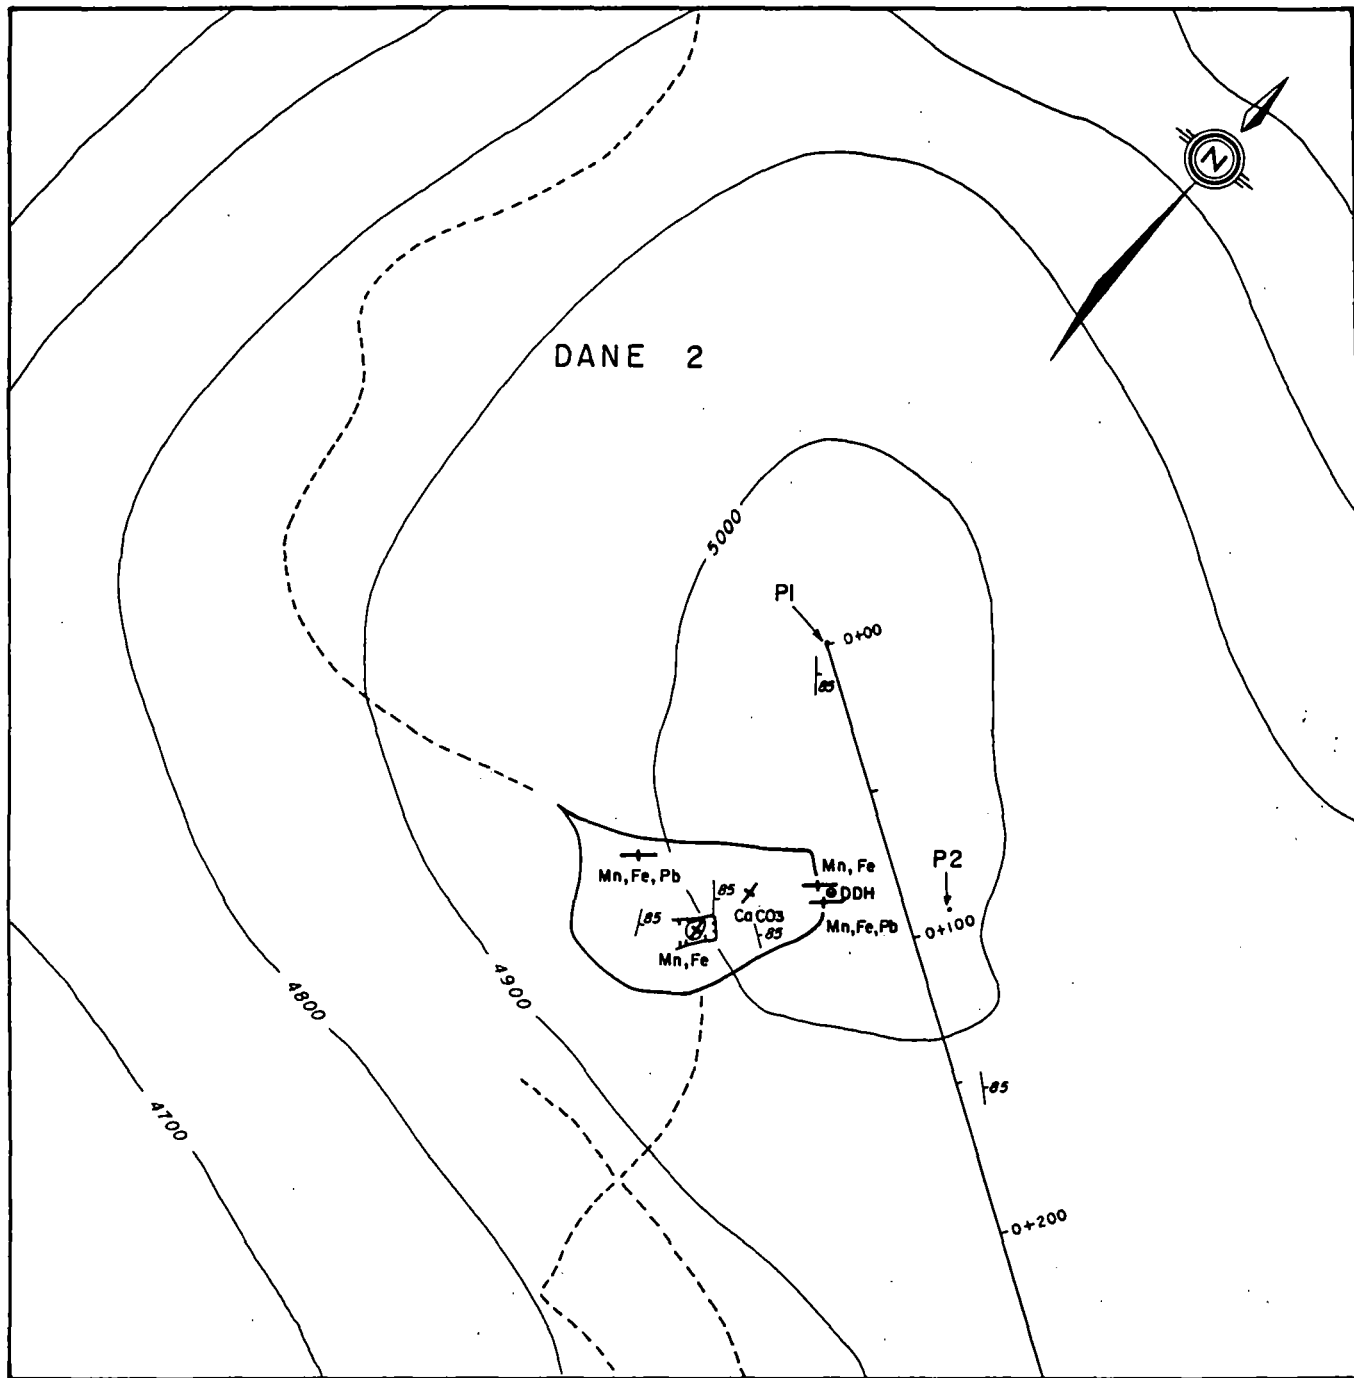 N
DANE 2
5000
P1
0+00
85
Mn, Fe
P2
Mn, Fe, Pb
85
DDH
CaCO3
85
85
Mn, Fe, Pb
0+100
Mn, Fe
4900
4800
85
4700
0+200